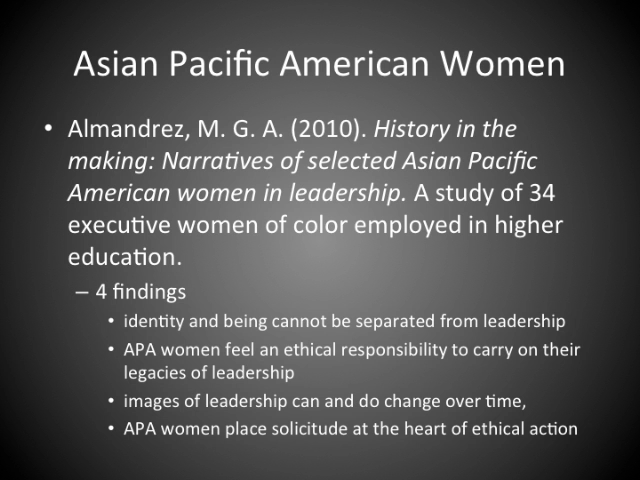 Asian Pacific American Women
• Almandrez, M. G. A. (2010). History in the
making: Narratives of selected Asian Pacific
American women in leadership. A study of 34
executive women of color employed in higher
education.
– 4 findings
• identity and being cannot be separated from leadership
• APA women feel an ethical responsibility to carry on their
legacies of leadership
• images of leadership can and do change over time,
• APA women place solicitude at the heart of ethical action